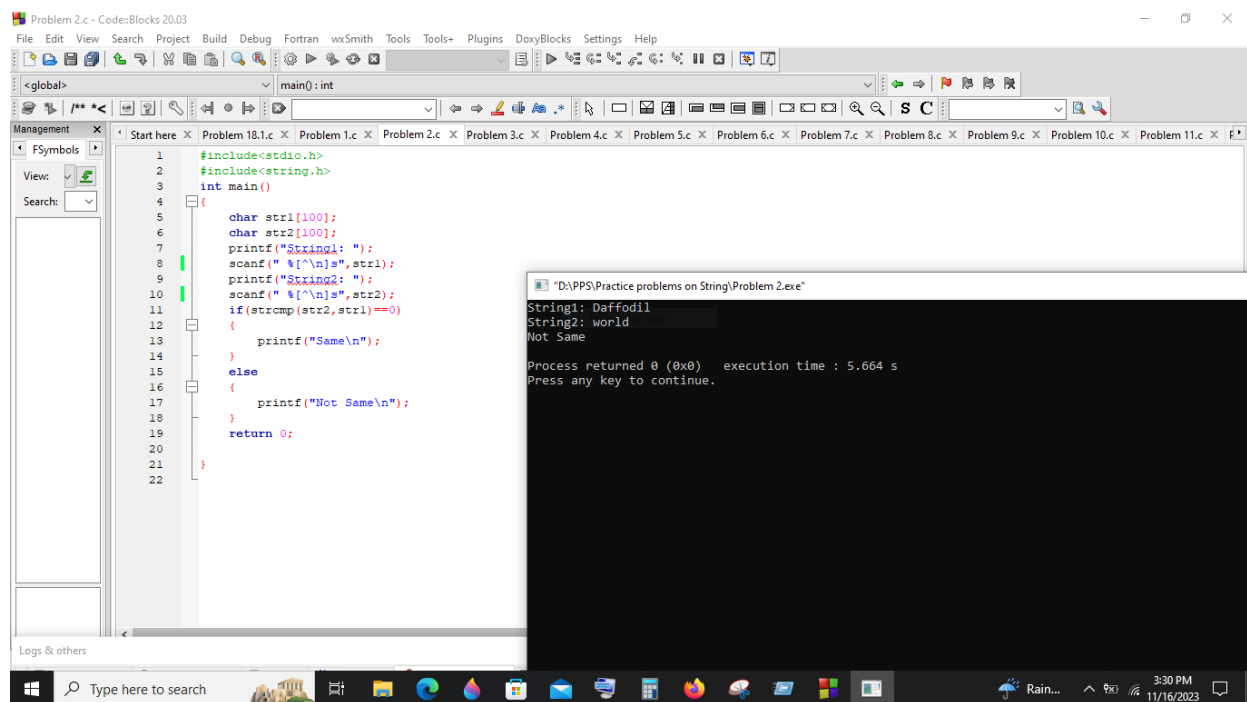 Problem 2.c - Code::Blocks 20.03
File Edit View Search Project Build Debug Fortran wxSmith Tools Tools+ Plugins DoxyBlocks Settings Help
<global> main() : int
/** *< .* S C
Management X Start here X Problem 18.1.c X Problem 1.c X Problem 2.c X Problem 3.c X Problem 4.c X Problem 5.c X Problem 6.c X Problem 7.c X Problem 8.c X Problem 9.c X Problem 10.c X Problem 11.c X
FSymbols
View:
Search:
1 #include<stdio.h>
2 #include<string.h>
3 int main()
4 {
5 char str1[100];
6 char str2[100];
7 printf("String1: ");
8 scanf(" %[^\n]s",str1);
9 printf("String2: ");
10 scanf(" %[^\n]s",str2);
11 if(strcmp(str2,str1)==0)
12 {
13 printf("Same\n");
14 }
15 else
16 {
17 printf("Not Same\n");
18 }
19 return 0;
20
21 }
22
"D:\PPS\Practice problems on String\Problem 2.exe"
String1: Daffodil
String2: world
Not Same
Process returned 0 (0x0) execution time : 5.664 s
Press any key to continue.
Logs & others
Type here to search
Rain...
3:30 PM
11/16/2023